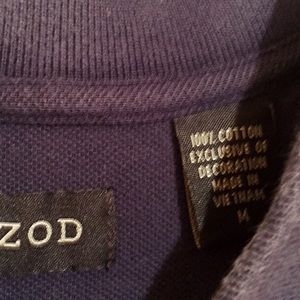 ZOD
100% COTTON
EXCLUSIVE OF
DECORATION
MADE IN
VIETNAM
M